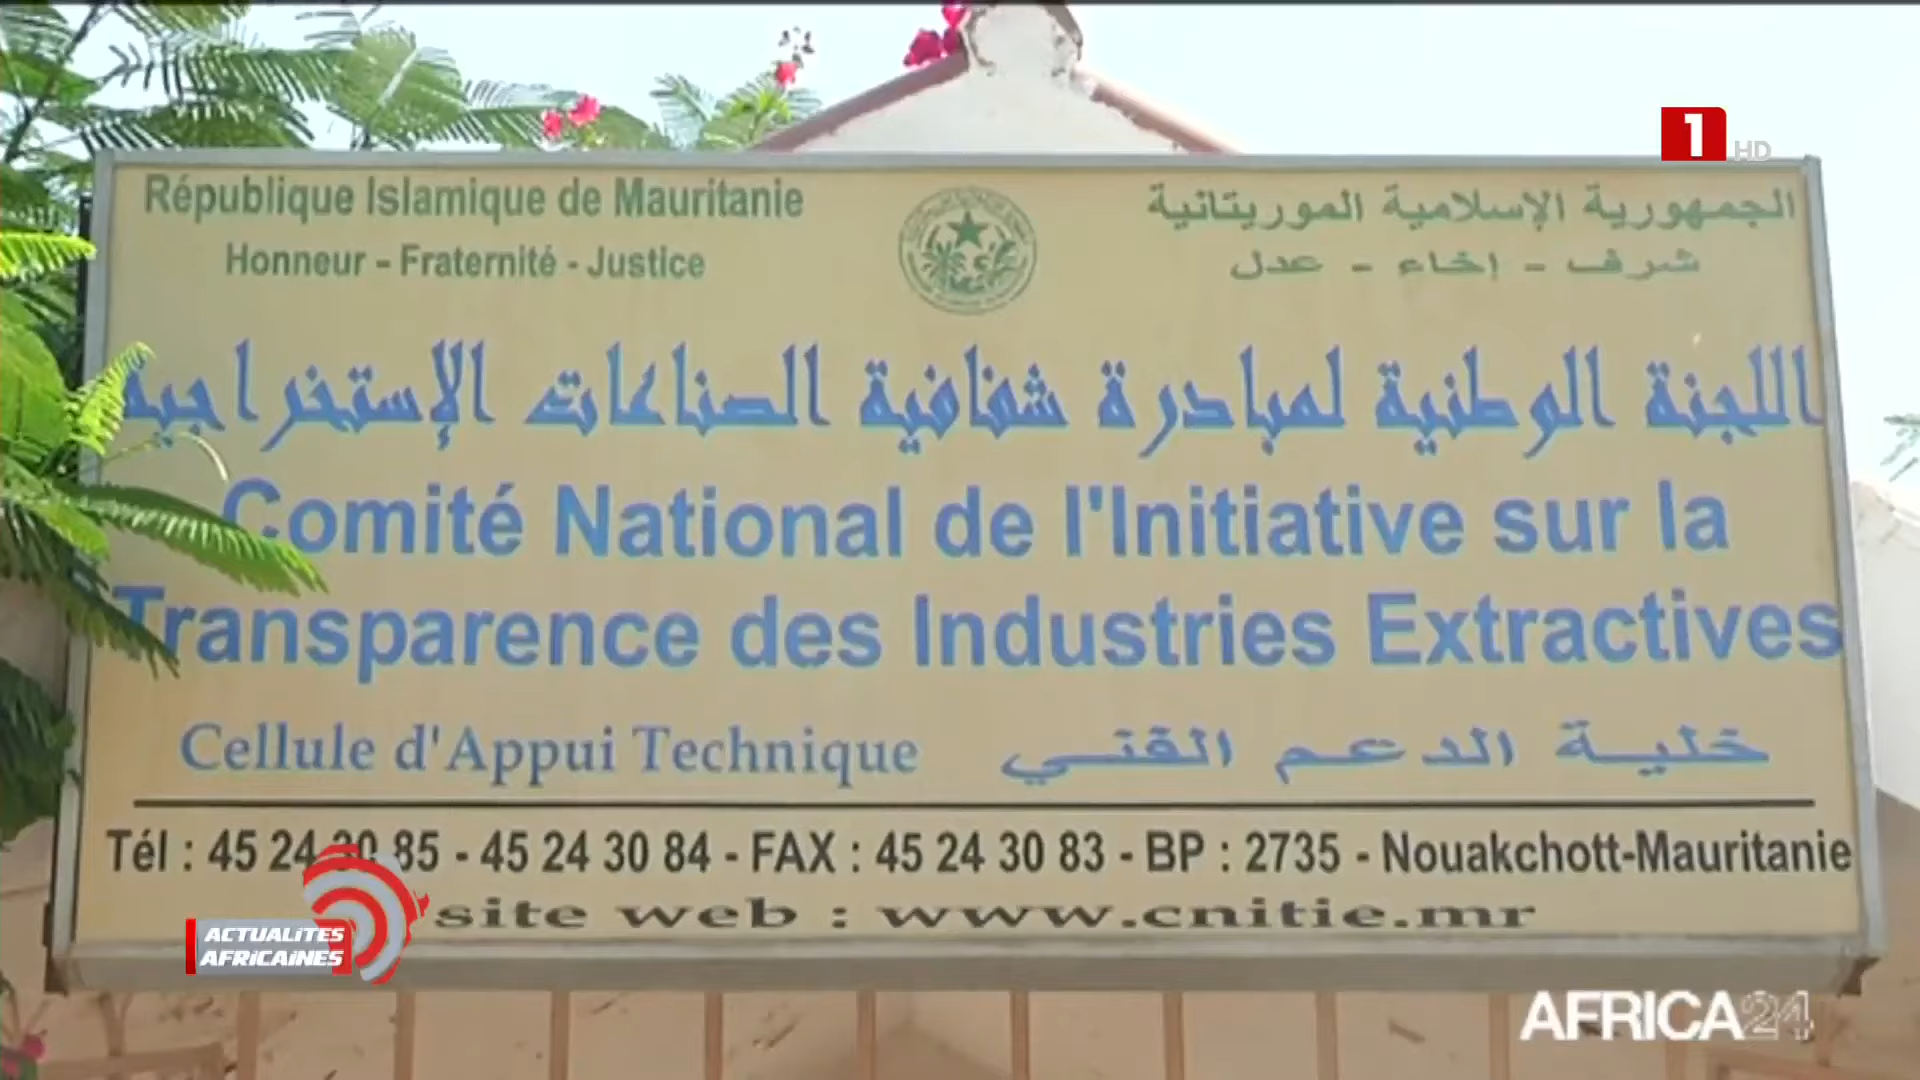 1 HD
République Islamique de Mauritanie
الجمهورية الإسلامية الموريتانية
Honneur - Fraternité - Justice
شرف - إخاء - عدل
اللجنة الوطنية لمبادرة شفافية الصناعات الإستخراجية
Comité National de l'Initiative sur la
Transparence des Industries Extractives
Cellule d'Appui Technique
خلية الدعم الفني
Tél : 45 24 30 85 - 45 24 30 84 - FAX : 45 24 30 83 - BP : 2735 - Nouakchott-Mauritanie
site web : www.cnitie.mr
ACTUALITÉS
AFRICAINES
AFRICA24